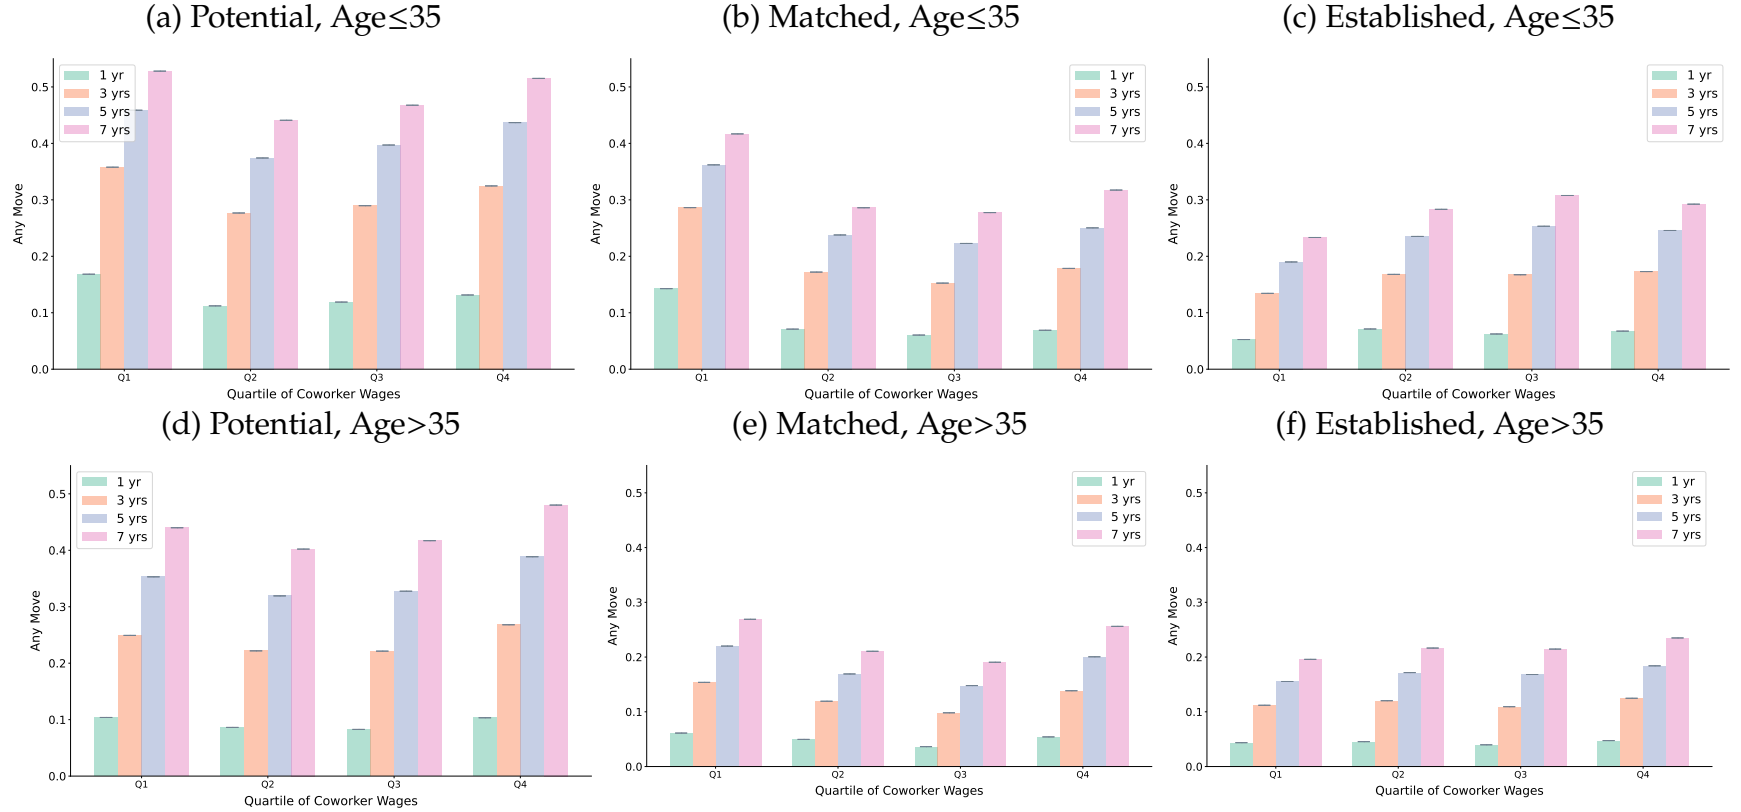 (a) Potential, Age≤35
0.5
0.4
0.3
0.2
0.1
0.0
Any Move
1 yr
3 yrs
5 yrs
7 yrs
Q1 Q2 Q3 Q4
Quartile of Coworker Wages
(b) Matched, Age≤35
0.5
0.4
0.3
0.2
0.1
0.0
Any Move
1 yr
3 yrs
5 yrs
7 yrs
Q1 Q2 Q3 Q4
Quartile of Coworker Wages
(c) Established, Age≤35
0.5
0.4
0.3
0.2
0.1
0.0
Any Move
1 yr
3 yrs
5 yrs
7 yrs
Q1 Q2 Q3 Q4
Quartile of Coworker Wages
(d) Potential, Age>35
0.5
0.4
0.3
0.2
0.1
0.0
Any Move
1 yr
3 yrs
5 yrs
7 yrs
Q1 Q2 Q3 Q4
Quartile of Coworker Wages
(e) Matched, Age>35
0.5
0.4
0.3
0.2
0.1
0.0
Any Move
1 yr
3 yrs
5 yrs
7 yrs
Q1 Q2 Q3 Q4
Quartile of Coworker Wages
(f) Established, Age>35
0.5
0.4
0.3
0.2
0.1
0.0
Any Move
1 yr
3 yrs
5 yrs
7 yrs
Q1 Q2 Q3 Q4
Quartile of Coworker Wages